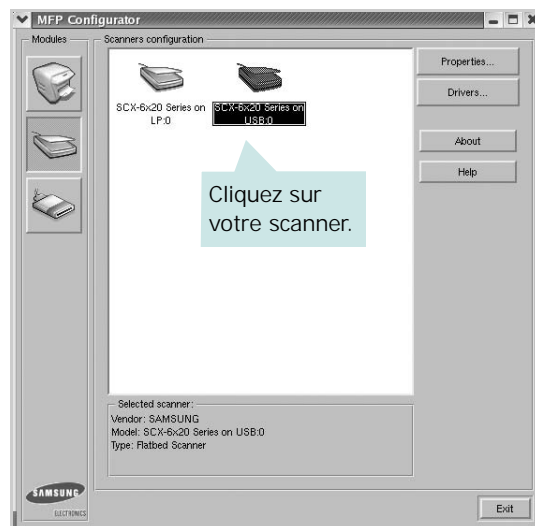 MFP Configurator
Modules
Scanners configuration
SCX-6x20 Series on
LP:0
SCX-6x20 Series on
USB:0
Properties...
Drivers...
About
Help
Cliquez sur
votre scanner.
Selected scanner:
Vendor: SAMSUNG
Model: SCX-6x20 Series on USB:0
Type: Flatbed Scanner
SAMSUNG
ELECTRONICS
Exit